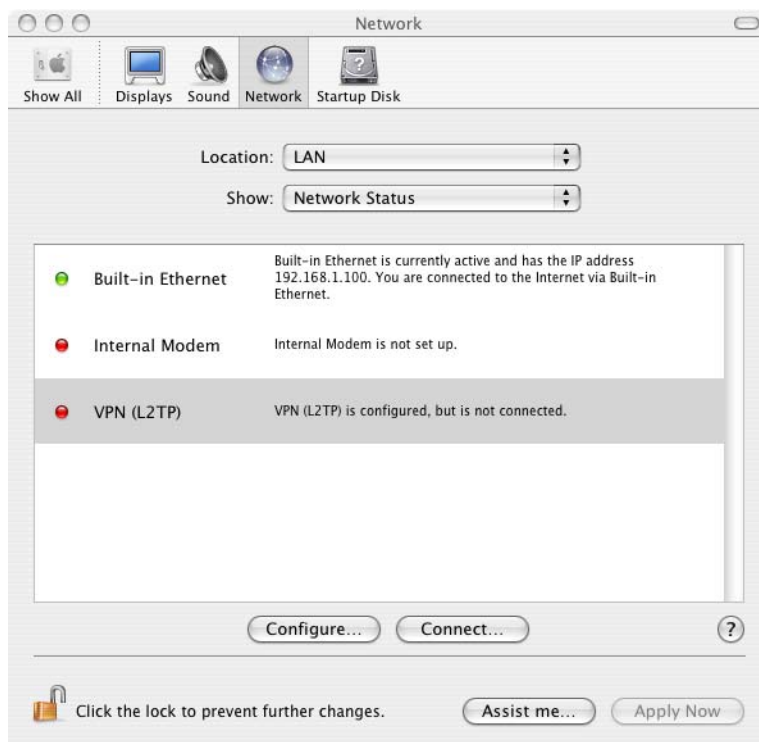 Network
Show All Displays Sound Network Startup Disk
Location: LAN
Show: Network Status
Built-in Ethernet
Built-in Ethernet is currently active and has the IP address
192.168.1.100. You are connected to the Internet via Built-in
Ethernet.
Internal Modem
Internal Modem is not set up.
VPN (L2TP)
VPN (L2TP) is configured, but is not connected.
Configure... Connect... ?
Click the lock to prevent further changes. Assist me... Apply Now